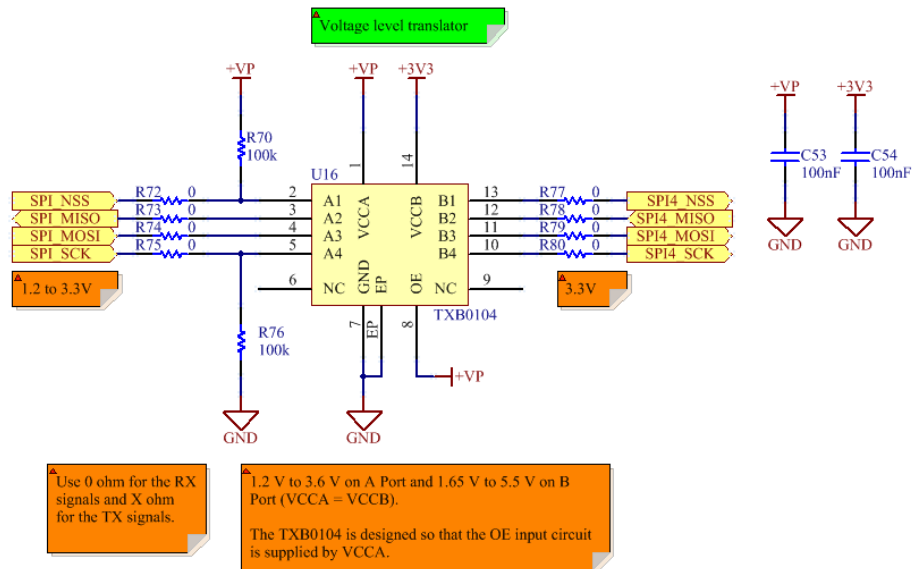 Voltage level translator
+VP
+VP
+3V3
+VP
+3V3
R70
100k
C53
100nF
C54
100nF
GND
GND
U16
1
14
VCCA
VCCB
SPI_NSS
R72
0
2
A1
B1
13
R77
0
SPI4_NSS
SPI_MISO
R73
0
3
A2
B2
12
R78
0
SPI4_MISO
SPI_MOSI
R74
0
4
A3
B3
11
R79
0
SPI4_MOSI
SPI_SCK
R75
0
5
A4
B4
10
R80
0
SPI4_SCK
6
NC
GND
EP
OE
NC
9
1.2 to 3.3V
3.3V
TXB0104
7
EP
8
R76
100k
+VP
GND
GND
Use 0 ohm for the RX
signals and X ohm
for the TX signals.
1.2 V to 3.6 V on A Port and 1.65 V to 5.5 V on B
Port (VCCA = VCCB).
The TXB0104 is designed so that the OE input circuit
is supplied by VCCA.